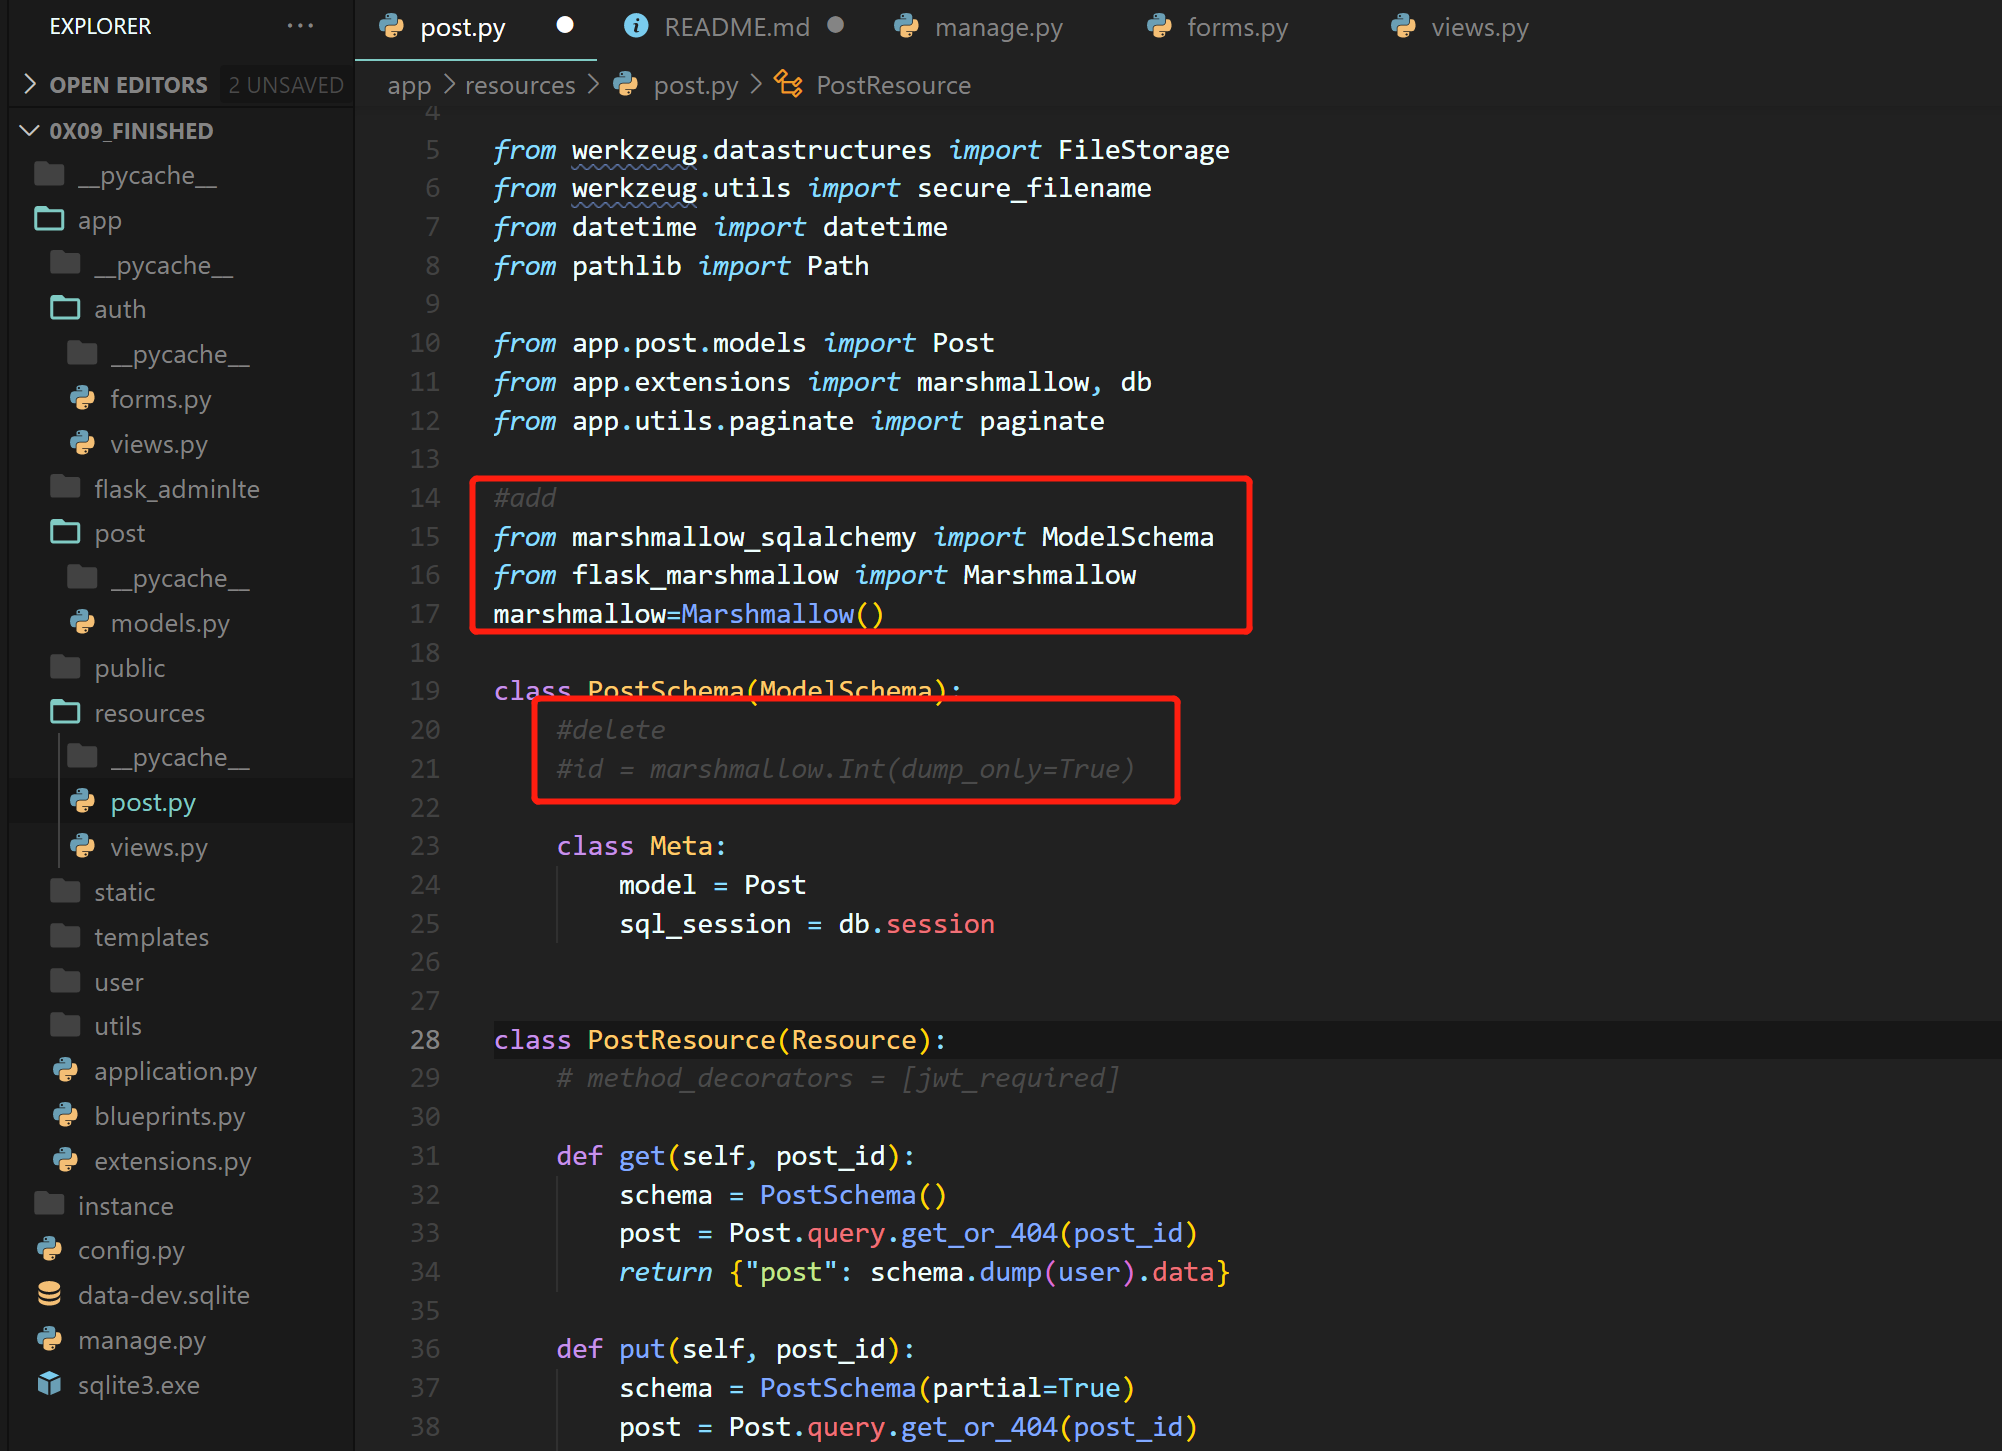 EXPLORER ···
OPEN EDITORS 2 UNSAVED
0X09_FINISHED
__pycache__
app
__pycache__
auth
__pycache__
forms.py
views.py
flask_adminlte
post
__pycache__
models.py
public
resources
__pycache__
post.py
views.py
static
templates
user
utils
application.py
blueprints.py
extensions.py
instance
config.py
data-dev.sqlite
manage.py
sqlite3.exe
post.py README.md manage.py forms.py views.py
app > resources > post.py > PostResource
4
5 from werkzeug.datastructures import FileStorage
6 from werkzeug.utils import secure_filename
7 from datetime import datetime
8 from pathlib import Path
9
10 from app.post.models import Post
11 from app.extensions import marshmallow, db
12 from app.utils.paginate import paginate
13
14 #add
15 from marshmallow_sqlalchemy import ModelSchema
16 from flask_marshmallow import Marshmallow
17 marshmallow=Marshmallow()
18
19 class PostSchema(ModelSchema):
20 #delete
21 #id = marshmallow.Int(dump_only=True)
22
23 class Meta:
24 model = Post
25 sql_session = db.session
26
27
28 class PostResource(Resource):
29 # method_decorators = [jwt_required]
30
31 def get(self, post_id):
32 schema = PostSchema()
33 post = Post.query.get_or_404(post_id)
34 return {"post": schema.dump(user).data}
35
36 def put(self, post_id):
37 schema = PostSchema(partial=True)
38 post = Post.query.get_or_404(post_id)